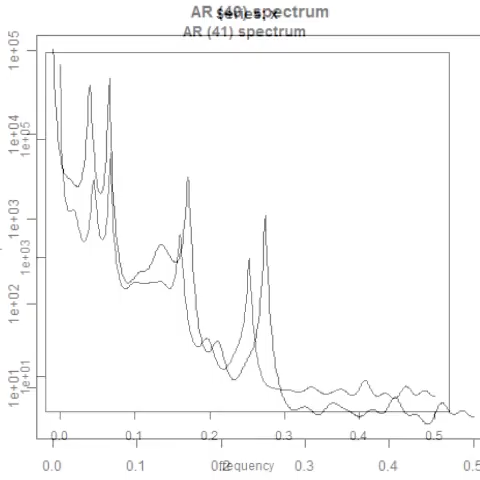 AR (40) spectrum
Series: x
AR (41) spectrum
1e+05
1e+04
1e+05
1e+03
1e+03
1e+02
1e+01
1e+01
0.0 0.1 0.2 0.3 0.4 0.5
0.0 0.1 0.2 frequency 0.3 0.4 0.5